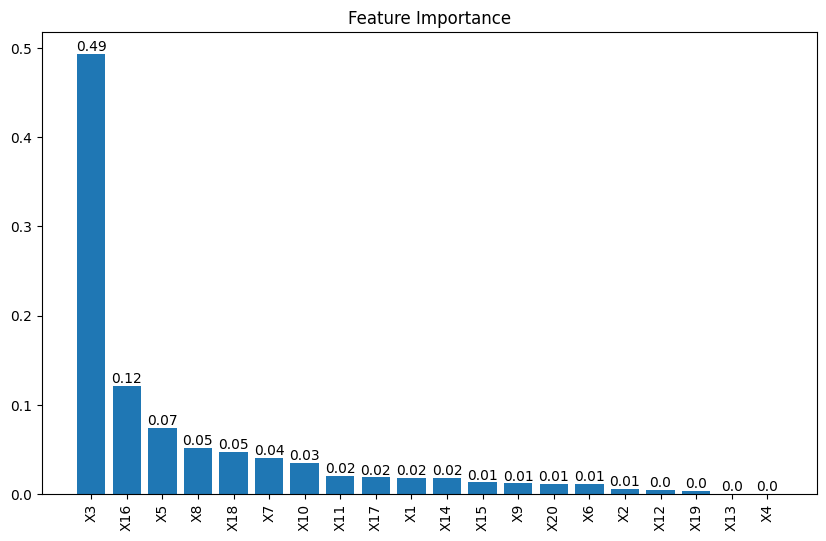 Feature Importance
0.5
0.4
0.3
0.2
0.1
0.0
0.49
0.12
0.07
0.05
0.05
0.04
0.03
0.02
0.02
0.02
0.02
0.01
0.01
0.01
0.01
0.01
0.0
0.0
0.0
0.0
X3
X16
X5
X8
X18
X7
X10
X11
X17
X1
X14
X15
X9
X20
X6
X2
X12
X19
X13
X4